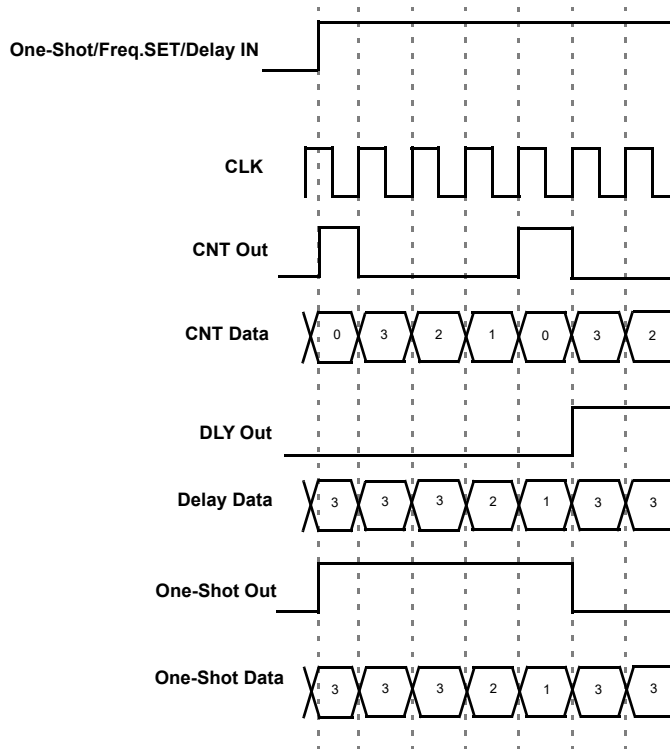 One-Shot/Freq.SET/Delay IN
CLK
CNT Out
CNT Data 0 3 2 1 0 3 2
DLY Out
Delay Data 3 3 3 2 1 3 3
One-Shot Out
One-Shot Data 3 3 3 2 1 3 3